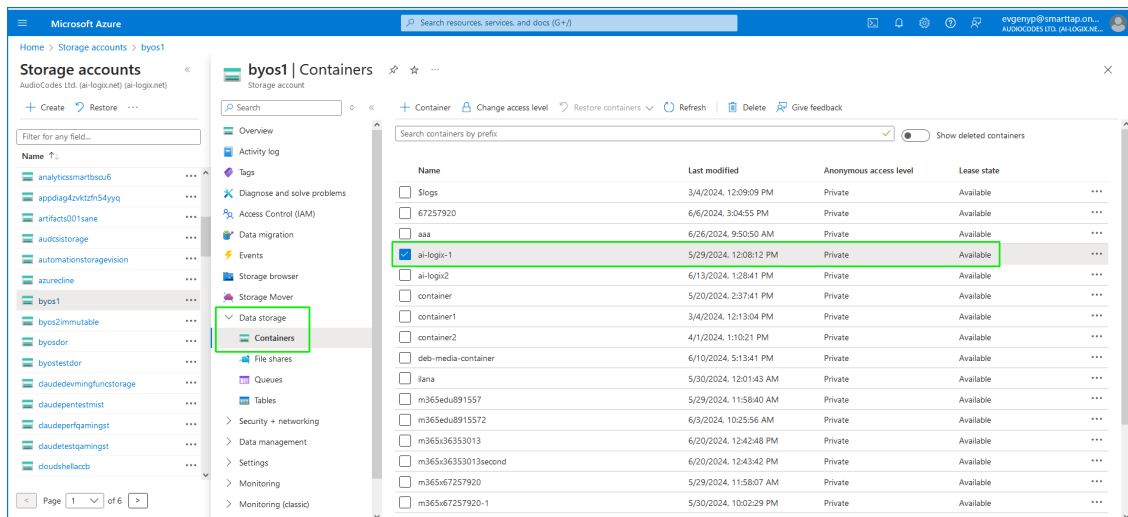 Microsoft Azure
Search resources, services, and docs (G+/)
evgenyp@smarttap.on...
AUDIOCODES LTD. (AI-LOGIX.NE...
Home > Storage accounts > byos1
Storage accounts
AudioCodes Ltd. (ai-logix.net) (ai-logix.net)
+ Create Restore ...
Filter for any field...
Name ↑↓
analyticssmartbscu6
appdiag4zvktzfn54yyq
artifacts001sane
audcsistorage
automationstoragevision
azurecline
byos1
byos2immutable
byosdor
byostestdor
claudedevmingfuncstorage
claudepentestmist
claudeperfqamingst
claudetestqamingst
cloudshellaccb
< Page 1 of 6 >
byos1 | Containers ...
Storage account
Search
Overview
Activity log
Tags
Diagnose and solve problems
Access Control (IAM)
Data migration
Events
Storage browser
Storage Mover
Data storage
Containers
File shares
Queues
Tables
Security + networking
Data management
Settings
Monitoring
Monitoring (classic)
+ Container Change access level Restore containers Refresh Delete Give feedback
Search containers by prefix Show deleted containers
Name Last modified Anonymous access level Lease state
$logs 3/4/2024, 12:09:09 PM Private Available ...
67257920 6/6/2024, 3:04:55 PM Private Available ...
aaa 6/26/2024, 9:50:50 AM Private Available ...
ai-logix-1 5/29/2024, 12:08:12 PM Private Available ...
ai-logix2 6/13/2024, 1:28:41 PM Private Available ...
container 5/20/2024, 2:37:41 PM Private Available ...
container1 3/4/2024, 12:13:04 PM Private Available ...
container2 4/1/2024, 1:10:21 PM Private Available ...
deb-media-container 6/10/2024, 5:13:41 PM Private Available ...
ilana 5/30/2024, 12:01:43 AM Private Available ...
m365edu891557 5/29/2024, 11:58:40 AM Private Available ...
m365edu8915572 6/3/2024, 10:25:56 AM Private Available ...
m365x36353013 6/20/2024, 12:42:48 PM Private Available ...
m365x36353013second 6/20/2024, 12:43:42 PM Private Available ...
m365x67257920 5/29/2024, 11:58:07 AM Private Available ...
m365x67257920-1 5/30/2024, 10:02:29 PM Private Available ...